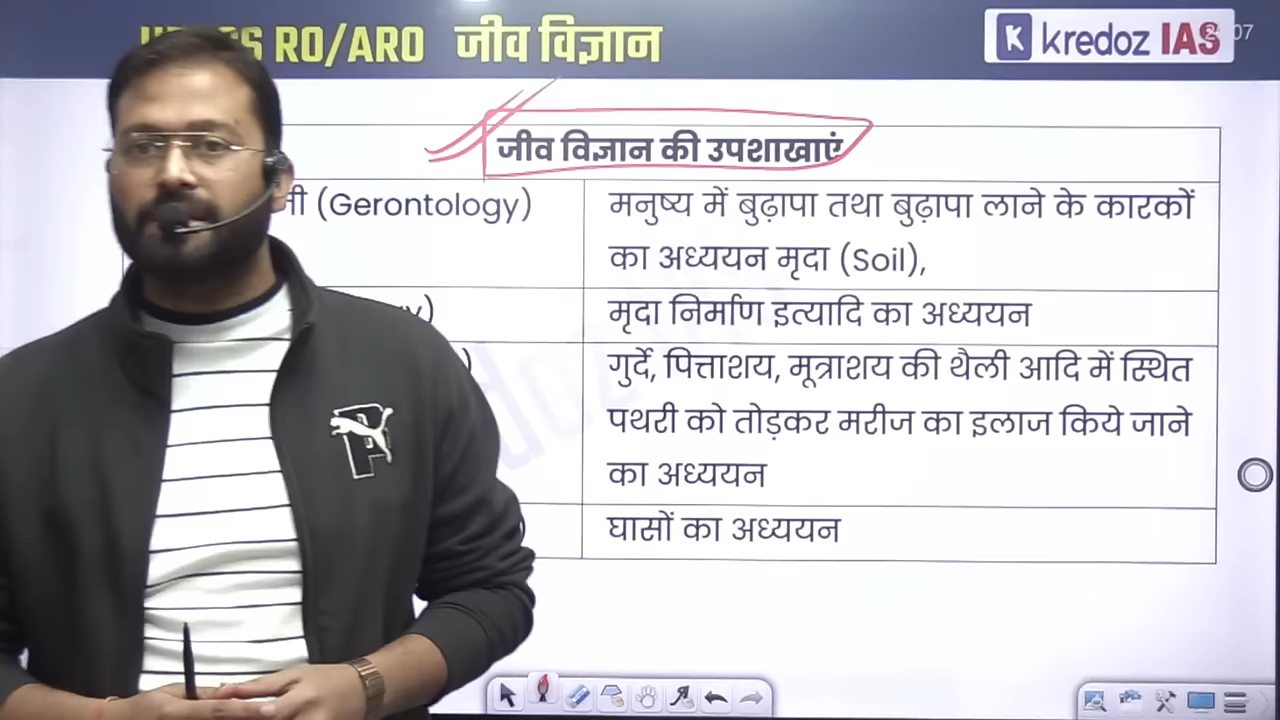 RO/ARO जीव विज्ञान
K kredoz IAS
जीव विज्ञान की उपशाखाएं
(Gerontology)
मनुष्य में बुढ़ापा तथा बुढ़ापा लाने के कारकों
का अध्ययन मृदा (Soil),
मृदा निर्माण इत्यादि का अध्ययन
गुर्दे, पित्ताशय, मूत्राशय की थैली आदि में स्थित
पथरी को तोड़कर मरीज का इलाज किये जाने
का अध्ययन
घासों का अध्ययन